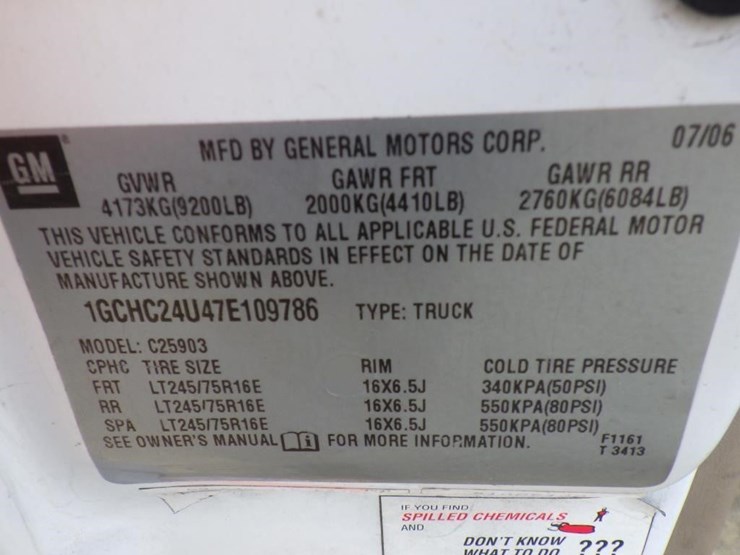 GM
MFD BY GENERAL MOTORS CORP. 07/06
GVWR GAWR FRT GAWR RR
4173KG(9200LB) 2000KG(4410LB) 2760KG(6084LB)
THIS VEHICLE CONFORMS TO ALL APPLICABLE U.S. FEDERAL MOTOR
VEHICLE SAFETY STANDARDS IN EFFECT ON THE DATE OF
MANUFACTURE SHOWN ABOVE.
1GCHC24U47E109786 TYPE: TRUCK
MODEL: C25903
CPHC TIRE SIZE RIM COLD TIRE PRESSURE
FRT LT245/75R16E 16X6.5J 340KPA(50PSI)
RR LT245/75R16E 16X6.5J 550KPA(80PSI)
SPA LT245/75R16E 16X6.5J 550KPA(80PSI)
SEE OWNER'S MANUAL i FOR MORE INFORMATION. F1161
T 3413
IF YOU FIND
SPILLED CHEMICALS
AND
DON'T KNOW
WHAT TO DO ???